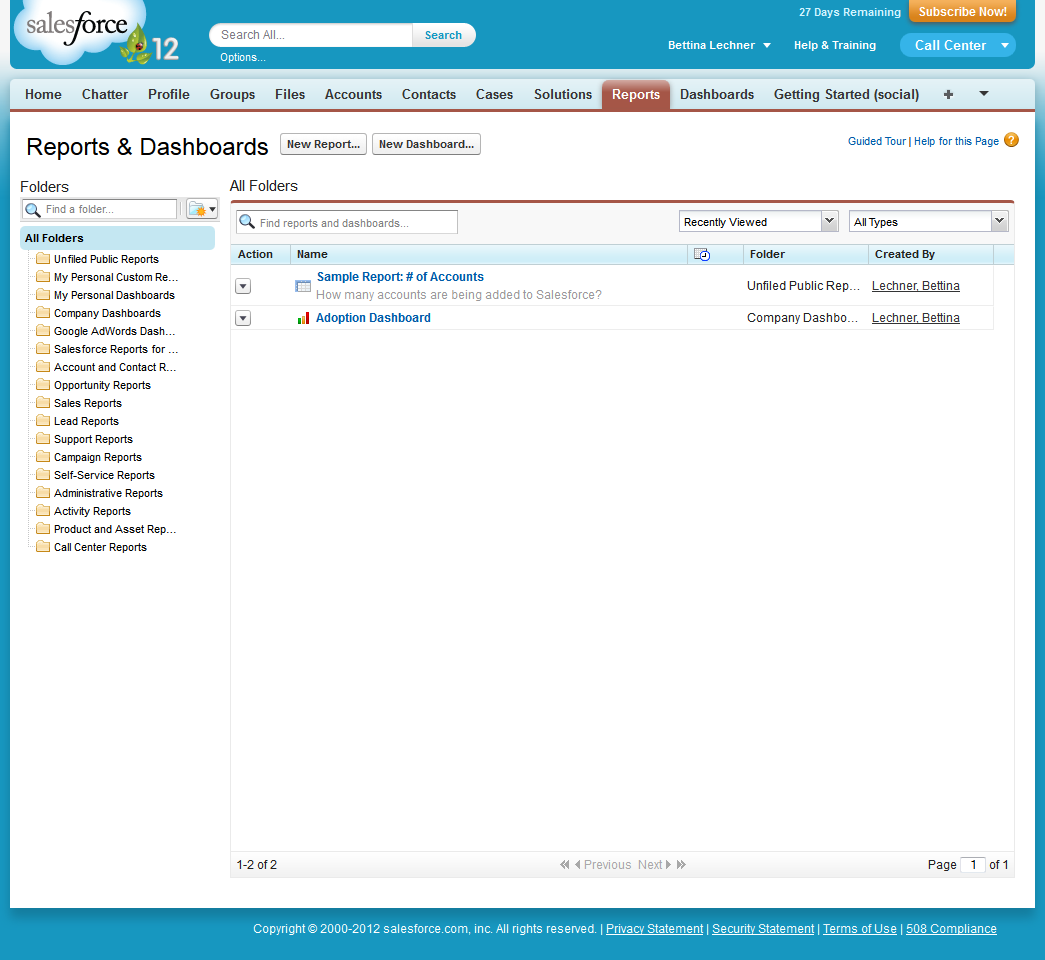 salesforce 12
Search All... Search
Options...
27 Days Remaining Subscribe Now!
Bettina Lechner Help & Training Call Center
Home Chatter Profile Groups Files Accounts Contacts Cases Solutions Reports Dashboards Getting Started (social) +
Reports & Dashboards New Report... New Dashboard...
Guided Tour | Help for this Page ?
Folders
Find a folder...
All Folders
Unfiled Public Reports
My Personal Custom Re...
My Personal Dashboards
Company Dashboards
Google AdWords Dash...
Salesforce Reports for ...
Account and Contact R...
Opportunity Reports
Sales Reports
Lead Reports
Support Reports
Campaign Reports
Self-Service Reports
Administrative Reports
Activity Reports
Product and Asset Rep...
Call Center Reports
All Folders
Find reports and dashboards... Recently Viewed All Types
Action Name Folder Created By
Sample Report: # of Accounts Unfiled Public Rep... Lechner, Bettina
How many accounts are being added to Salesforce?
Adoption Dashboard Company Dashbo... Lechner, Bettina
1-2 of 2 Previous Next Page 1 of 1
Copyright © 2000-2012 salesforce.com, inc. All rights reserved. | Privacy Statement | Security Statement | Terms of Use | 508 Compliance